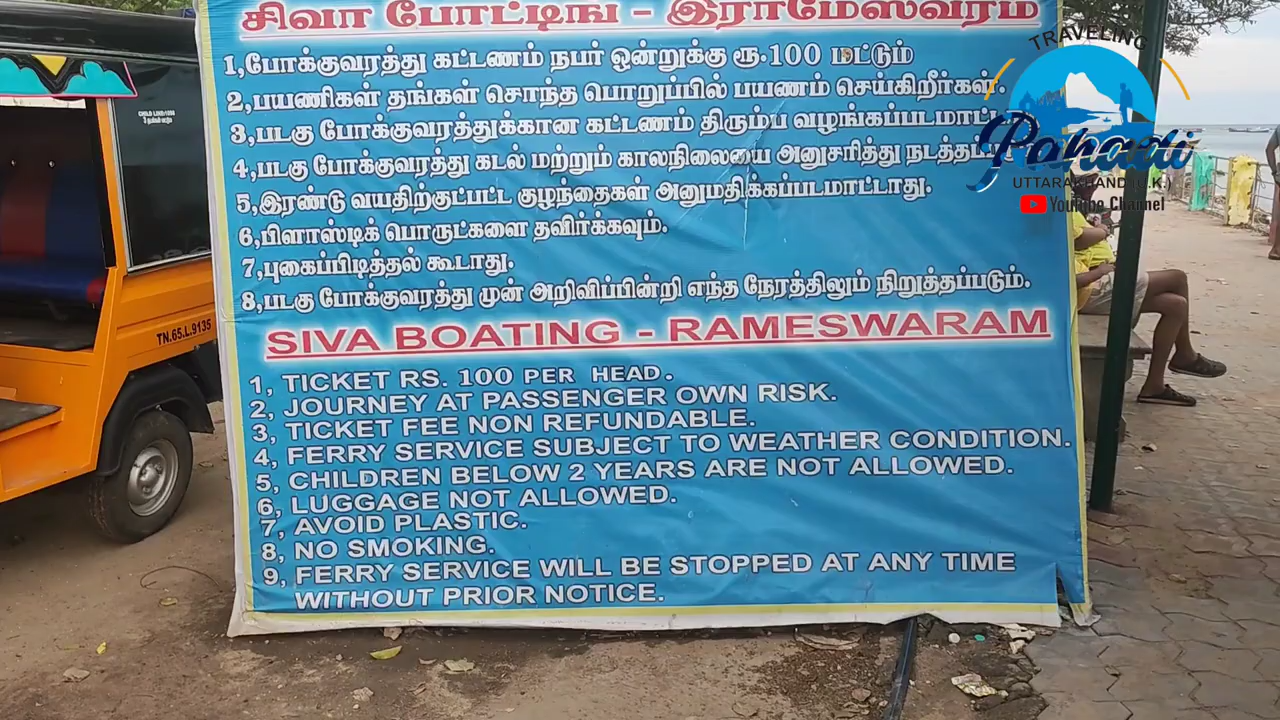 சிவா போட்டிங் - இராமேஸ்வரம்
1,போக்குவரத்து கட்டணம் நபர் ஒன்றுக்கு ரூ.100 மட்டும்
2,பயணிகள் தங்கள் சொந்த பொறுப்பில் பயணம் செய்கிறீர்கள்.
3,படகு போக்குவரத்துக்கான கட்டணம் திரும்ப
4,படகு போக்குவரத்து கடல் மற்றும் காலநிலையை அனுசரித்து
5,இரண்டு வயதிற்குட்பட்ட குழந்தைகள் அனுமதிக்கப்படமாட்டாது.
6,பிளாஸ்டிக் பொருட்களை தவிர்க்கவும்.
7,புகைப்பிடித்தல் கூடாது.
8,படகு போக்குவரத்து முன் அறிவிப்பின்றி எந்த நேரத்திலும் நிறுத்தப்படும்.
SIVA BOATING - RAMESWARAM
1, TICKET RS. 100 PER HEAD.
2, JOURNEY AT PASSENGER OWN RISK.
3, TICKET FEE NON REFUNDABLE.
4, FERRY SERVICE SUBJECT TO WEATHER CONDITION.
5, CHILDREN BELOW 2 YEARS ARE NOT ALLOWED.
6, LUGGAGE NOT ALLOWED.
7, AVOID PLASTIC.
8, NO SMOKING.
9, FERRY SERVICE WILL BE STOPPED AT ANY TIME
WITHOUT PRIOR NOTICE.
TN.65.L.9135
TRAVELING
Pahadi
UTTARAKHAND (U.K.)
YouTube Channel